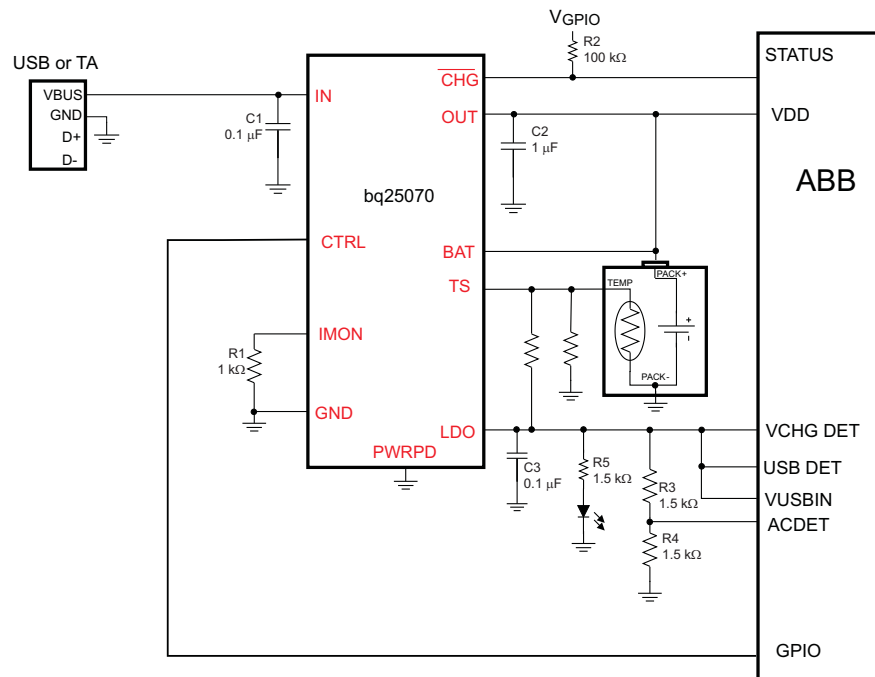 USB or TA
VBUS
GND
D+
D-
C1
0.1 μF
IN
CTRL
IMON
GND
R1
1 kΩ
bq25070
PWRPD
CHG
OUT
BAT
TS
LDO
VGPIO
R2
100 kΩ
C2
1 μF
TEMP
PACK+
+
-
PACK-
C3
0.1 μF
R5
1.5 kΩ
R3
1.5 kΩ
R4
1.5 kΩ
STATUS
VDD
ABB
VCHG DET
USB DET
VUSBIN
ACDET
GPIO